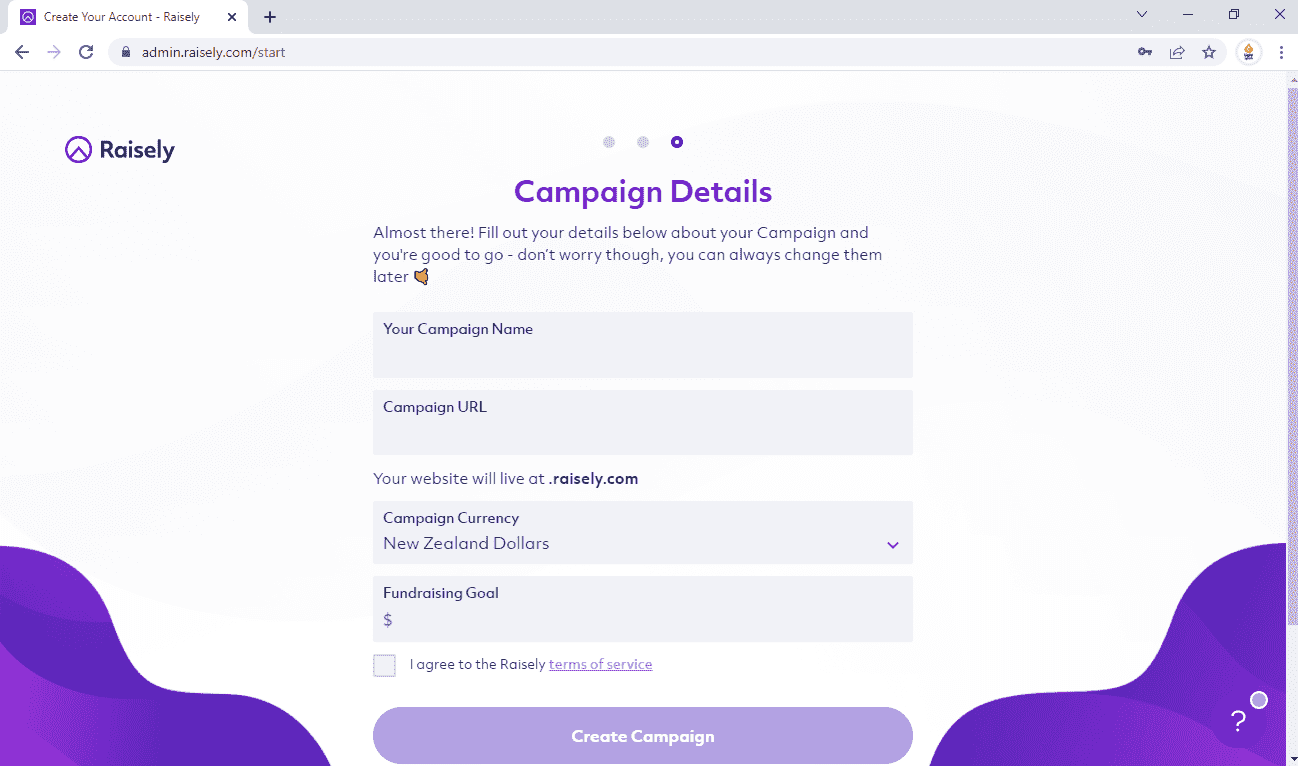 Create Your Account - Raisely
admin.raisely.com/start
Raisely
Campaign Details
Almost there! Fill out your details below about your Campaign and
you're good to go - don’t worry though, you can always change them
later
Your Campaign Name
Campaign URL
Your website will live at .raisely.com
Campaign Currency
New Zealand Dollars
Fundraising Goal
$
I agree to the Raisely terms of service
Create Campaign
?